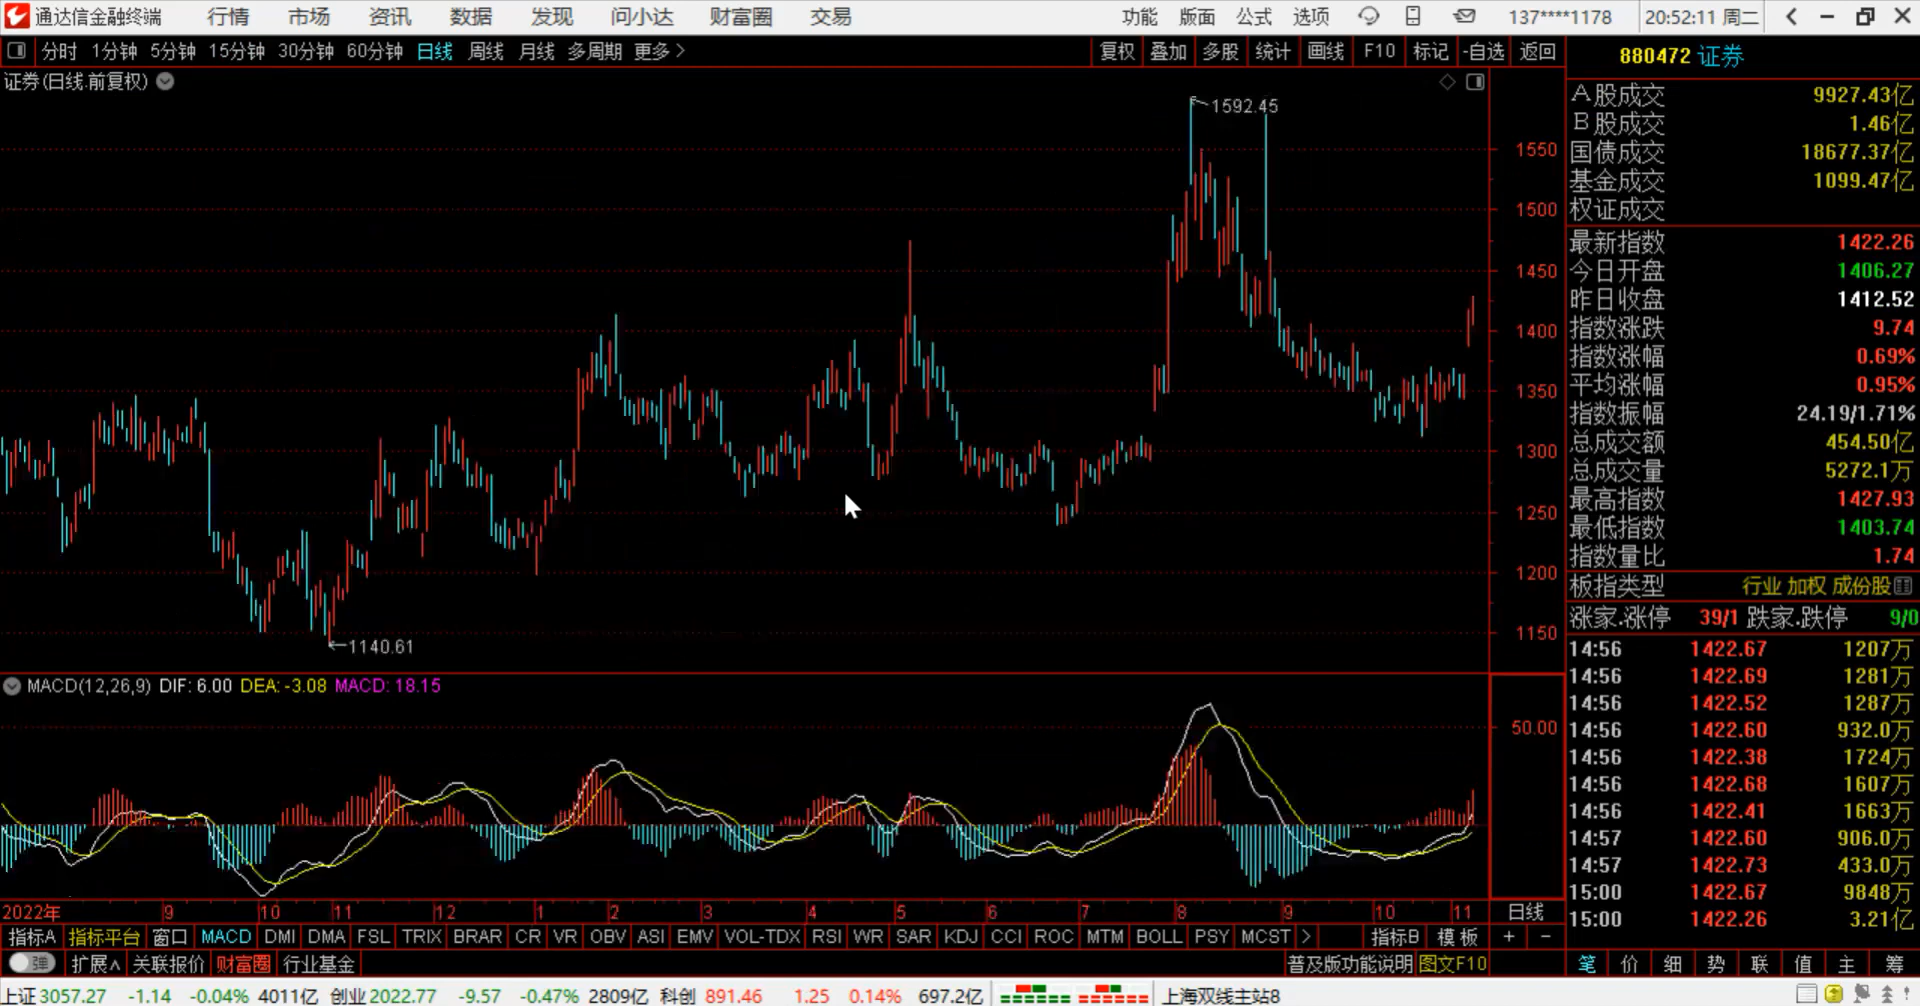 通达信金融终端 行情 市场 资讯 数据 发现 问小达 财富圈 交易 功能 版面 公式 选项 137****1178 20:52:11 周二
分时 1分钟 5分钟 15分钟 30分钟 60分钟 日线 周线 月线 多周期 更多 复权 叠加 多股 统计 画线 F10 标记 -自选 返回
880472 证券
证券(日线.前复权)
1592.45
1550
1500
1450
1400
1350
1300
1250
1200
1150
1140.61
A股成交 9927.43亿
B股成交 1.46亿
国债成交 18677.37亿
基金成交 1099.47亿
权证成交
最新指数 1422.26
今日开盘 1406.27
昨日收盘 1412.52
指数涨跌 9.74
指数涨幅 0.69%
平均涨幅 0.95%
指数振幅 24.19/1.71%
总成交额 454.50亿
总成交量 5272.1万
最高指数 1427.93
最低指数 1403.74
指数量比 1.74
板指类型 行业 加权 成份股
涨家.涨停 39/1 跌家.跌停 9/0
14:56 1422.67 1207万
14:56 1422.69 1281万
14:56 1422.52 1287万
14:56 1422.60 932.0万
14:56 1422.38 1724万
14:56 1422.68 1607万
14:56 1422.41 1663万
14:57 1422.60 906.0万
14:57 1422.73 433.0万
15:00 1422.67 9848万
15:00 1422.26 3.21亿
MACD(12,26,9) DIF: 6.00 DEA: -3.08 MACD: 18.15
50.00
2022年 9 10 11 12 1 2 3 4 5 6 7 8 9 10 11 日线
指标A 指标平台 窗口 MACD DMI DMA FSL TRIX BRAR CR VR OBV ASI EMV VOL-TDX RSI WR SAR KDJ CCI ROC MTM BOLL PSY MCST 指标B 模板 + -
弹 扩展∧ 关联报价 财富圈 行业基金 普及版功能说明 图文F10 笔 价 细 势 联 值 主 筹
上证 3057.27 -1.14 -0.04% 4011亿 创业 2022.77 -9.57 -0.47% 2809亿 科创 891.46 1.25 0.14% 697.2亿 上海双线主站8